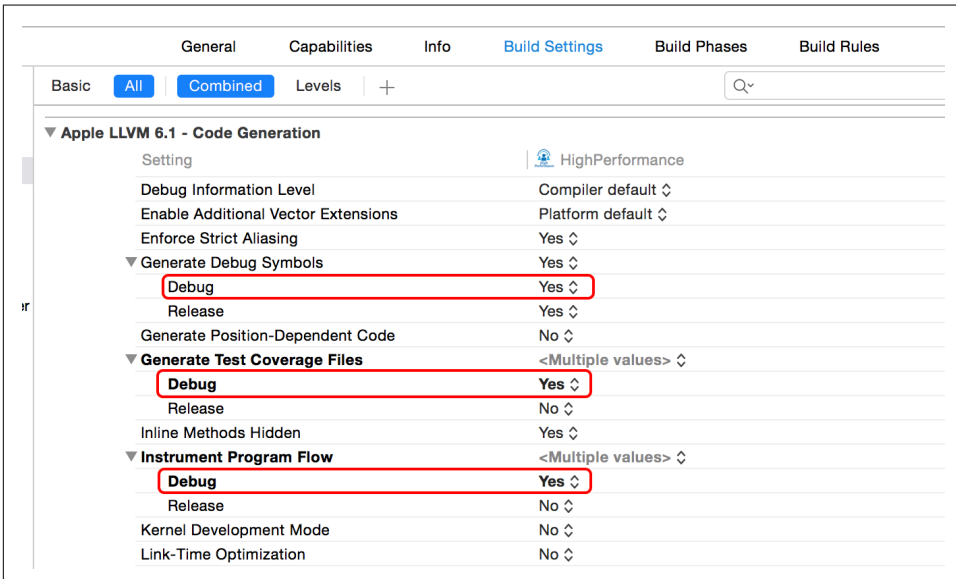 General Capabilities Info Build Settings Build Phases Build Rules
Basic All Combined Levels +
Apple LLVM 6.1 - Code Generation
Setting HighPerformance
Debug Information Level Compiler default
Enable Additional Vector Extensions Platform default
Enforce Strict Aliasing Yes
Generate Debug Symbols Yes
Debug Yes
er Release Yes
Generate Position-Dependent Code No
Generate Test Coverage Files <Multiple values>
Debug Yes
Release No
Inline Methods Hidden Yes
Instrument Program Flow <Multiple values>
Debug Yes
Release No
Kernel Development Mode No
Link-Time Optimization No